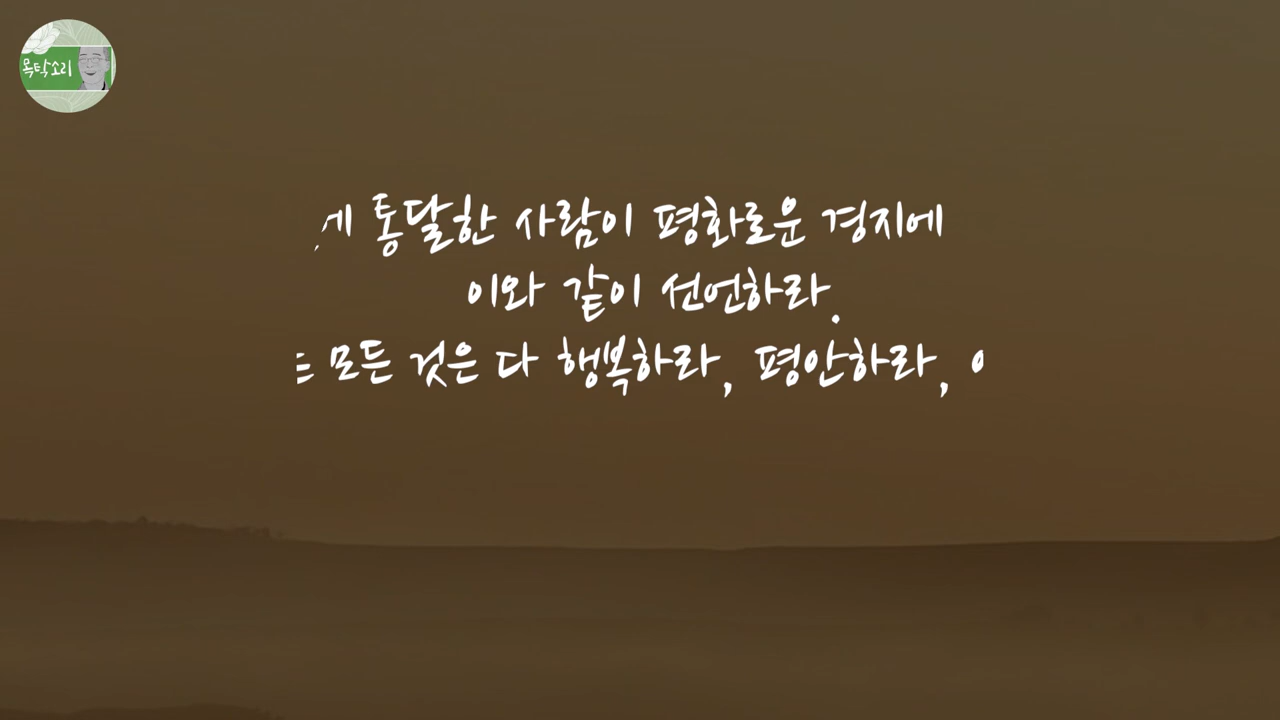 목탁소리
통달한 사람이 평화로운 경지에
이와 같이 선언하라.
모든 것은 다 행복하라, 평안하라,